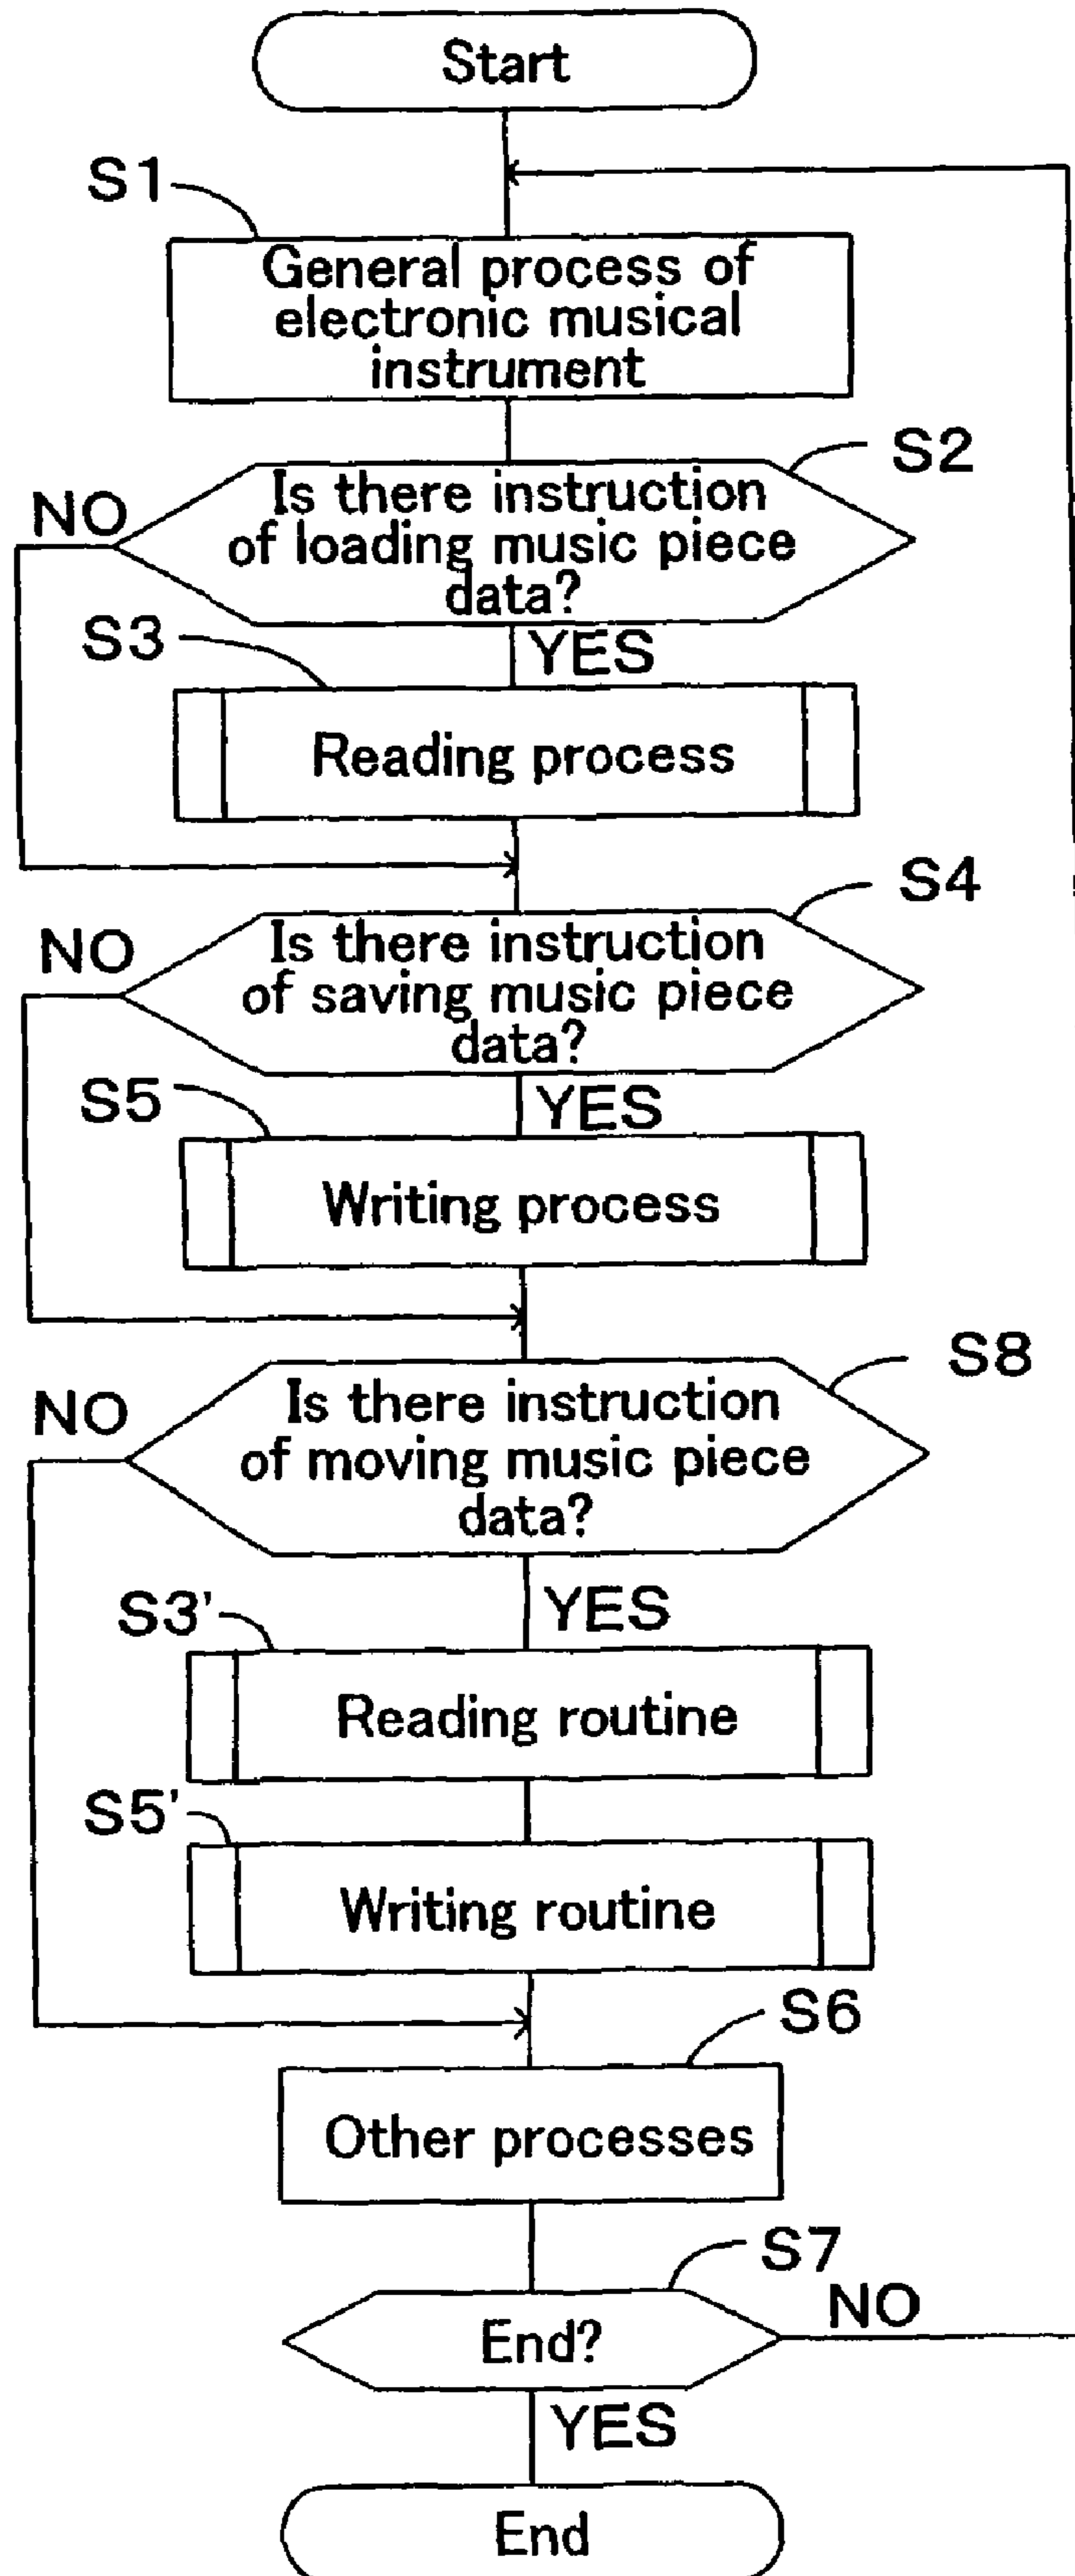 Start
S1
General process of
electronic musical
instrument
S2
NO
Is there instruction
of loading music piece
data?
S3
YES
Reading process
S4
NO
Is there instruction
of saving music piece
data?
S5
YES
Writing process
S8
NO
Is there instruction
of moving music piece
data?
YES
S3'
Reading routine
S5'
Writing routine
S6
Other processes
S7
NO
End?
YES
End